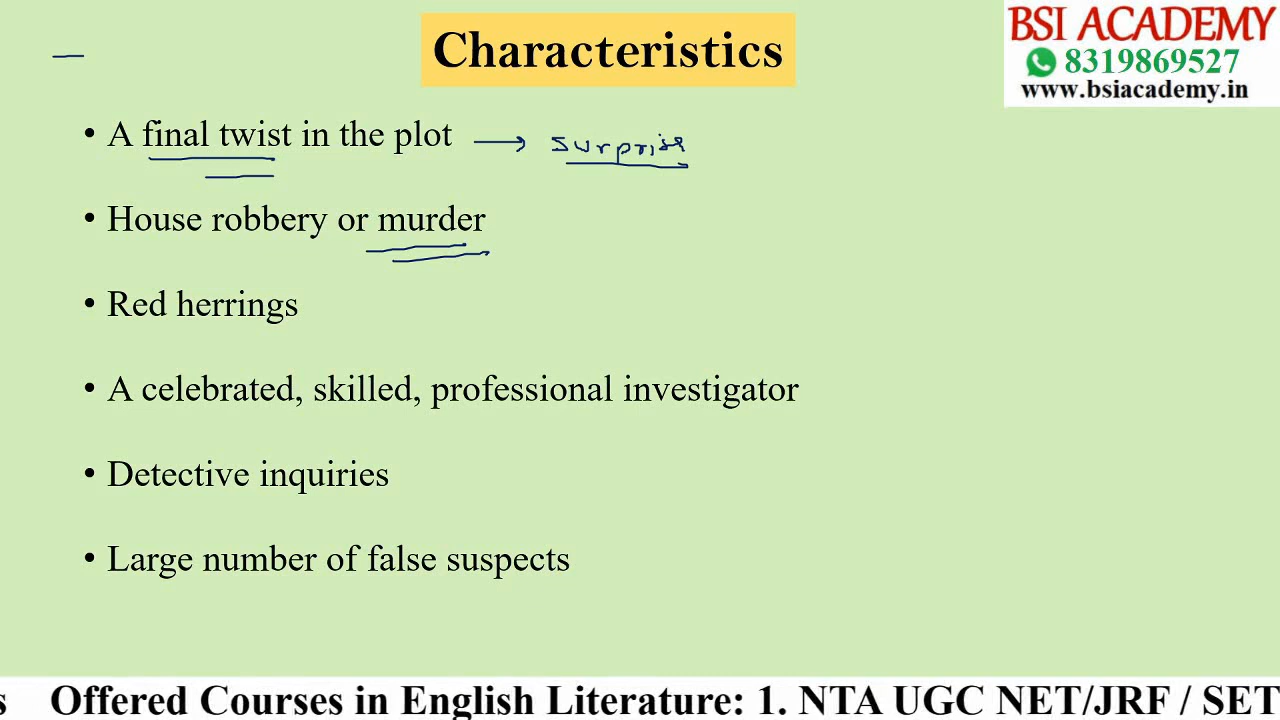 Characteristics
BSI ACADEMY
8319869527
www.bsiacademy.in
• A final twist in the plot → surprise
• House robbery or murder
• Red herrings
• A celebrated, skilled, professional investigator
• Detective inquiries
• Large number of false suspects
s Offered Courses in English Literature: 1. NTA UGC NET/JRF / SET